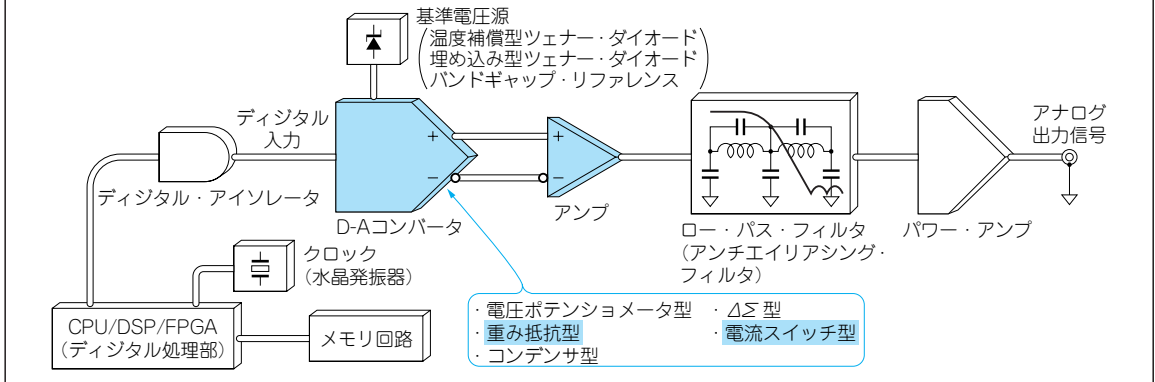 基準電圧源
温度補償型ツェナー・ダイオード
埋め込み型ツェナー・ダイオード
バンドギャップ・リファレンス
ディジタル
入力
アナログ
出力信号
+
−
+
−
ディジタル・アイソレータ
D-Aコンバータ
アンプ
ロー・パス・フィルタ
(アンチエイリアシング・
フィルタ)
パワー・アンプ
クロック
(水晶発振器)
CPU/DSP/FPGA
(ディジタル処理部)
メモリ回路
・電圧ポテンショメータ型
・重み抵抗型
・コンデンサ型
・ΔΣ型
・電流スイッチ型